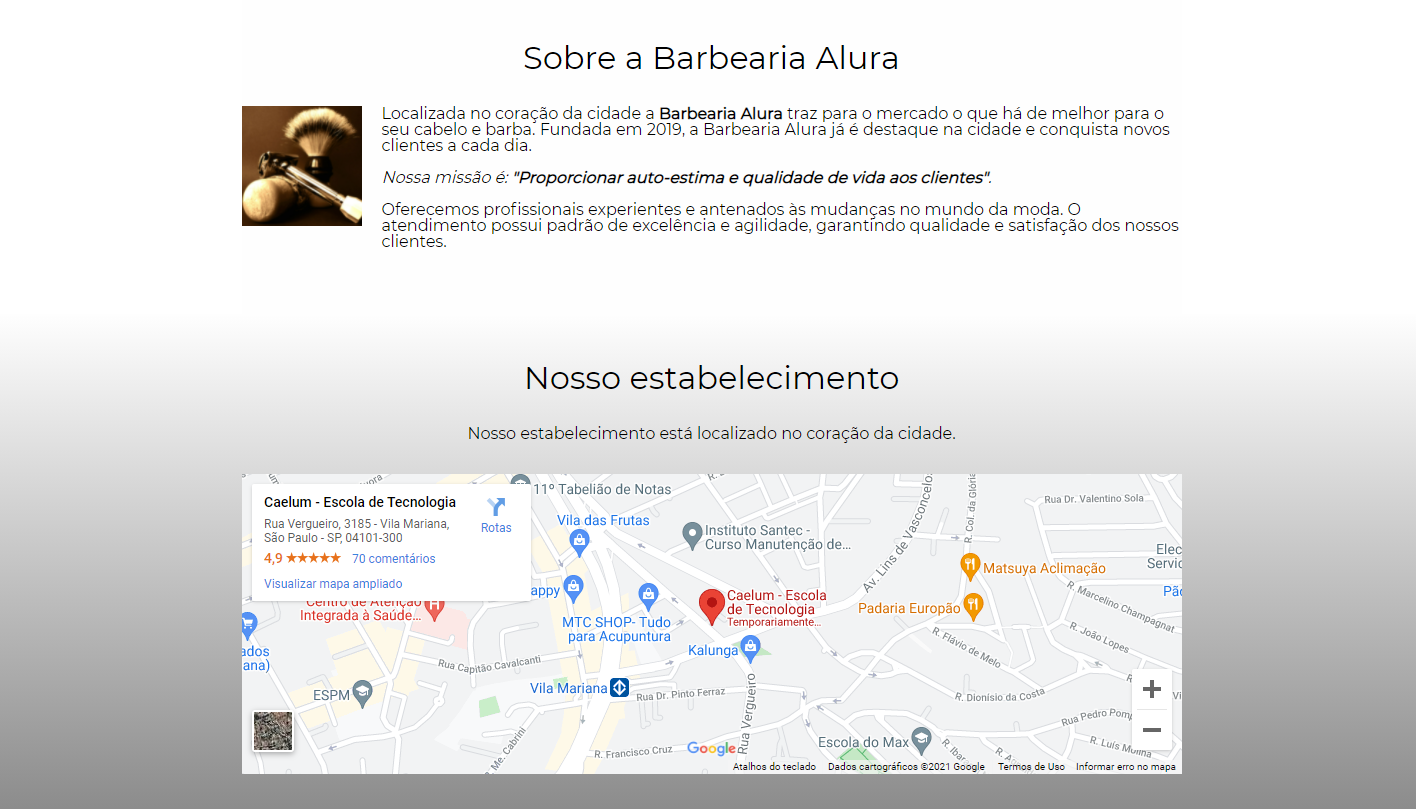 Sobre a Barbearia Alura
Localizada no coração da cidade a Barbearia Alura traz para o mercado o que há de melhor para o
seu cabelo e barba. Fundada em 2019, a Barbearia Alura já é destaque na cidade e conquista novos
clientes a cada dia.
Nossa missão é: "Proporcionar auto-estima e qualidade de vida aos clientes".
Oferecemos profissionais experientes e antenados às mudanças no mundo da moda. O
atendimento possui padrão de excelência e agilidade, garantindo qualidade e satisfação dos nossos
clientes.
Nosso estabelecimento
Nosso estabelecimento está localizado no coração da cidade.
Caelum - Escola de Tecnologia
Rua Vergueiro, 3185 - Vila Mariana,
São Paulo - SP, 04101-300
4,9 ★★★★★ 70 comentários
Visualizar mapa ampliado
Rotas
11º Tabelião de Notas
Vila das Frutas
Instituto Santec -
Curso Manutenção de...
Av. Lins de Vasconcelos
R. Col. da Glória
Rua Dr. Valentino Sola
Elec
Servic
Matsuya Aclimação
Padaria Europão
R. Marcelino Champagnat
Pão
appy
Caelum - Escola
de Tecnologia
Temporariamente...
Centro de Atenção
Integrada à Saúde...
MTC SHOP- Tudo
para Acupuntura
Kalunga
R. João Lopes
R. Flávio de Melo
ados
ana)
Rua Capitão Cavalcanti
ESPM
Vila Mariana
Rua Dr. Pinto Ferraz
Rua Vergueiro
R. Dionísio da Costa
Rua Pedro Pomp
R. Luís Molina
R. Ibar
Escola do Max
R. Francisco Cruz
R. Me. Cabrini
Google
Atalhos do teclado
Dados cartográficos ©2021 Google
Termos de Uso
Informar erro no mapa